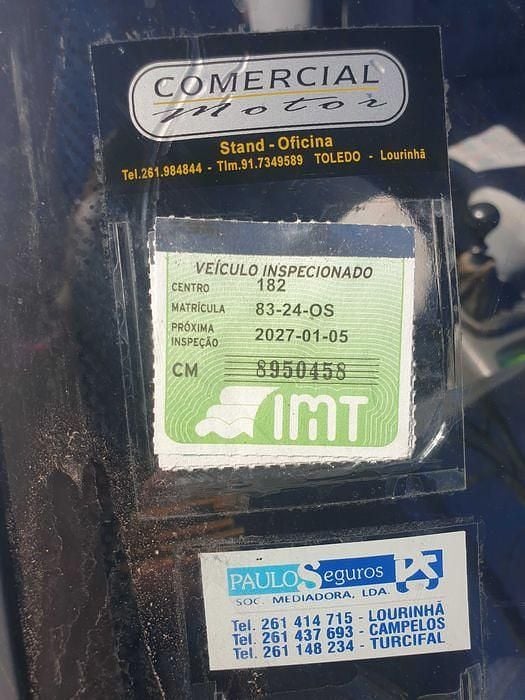 COMERCIAL
Motor
Stand - Oficina
Tel.261.984844 - Tlm.91.7349589 TOLEDO - Lourinhã
VEÍCULO INSPECIONADO
CENTRO 182
MATRÍCULA 83-24-OS
PRÓXIMA
INSPEÇÃO 2027-01-05
CM 8950458
IMT
PAULO Seguros PS
SOC. MEDIADORA, LDA.
Tel. 261 414 715 - LOURINHÃ
Tel. 261 437 693 - CAMPELOS
Tel. 261 148 234 - TURCIFAL